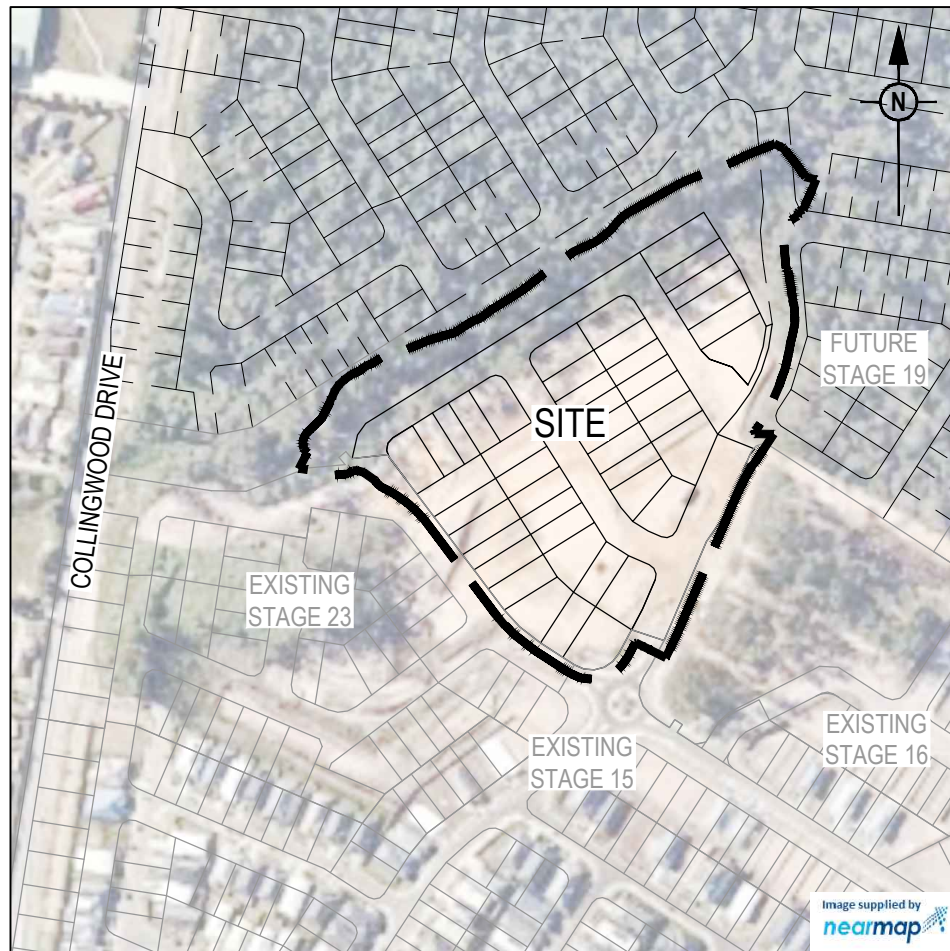 N
FUTURE
STAGE 19
SITE
COLLINGWOOD DRIVE
EXISTING
STAGE 23
EXISTING
STAGE 15
EXISTING
STAGE 16
Image supplied by
nearmap